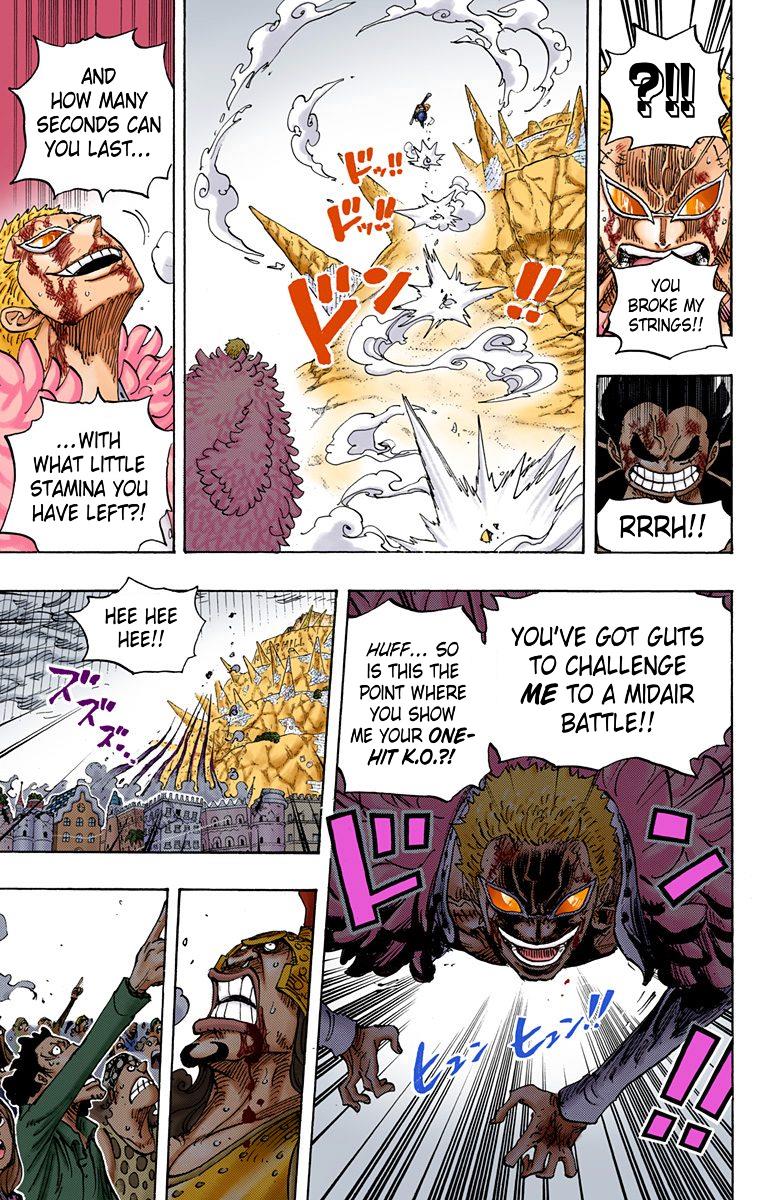 ?!!
YOU
BROKE MY
STRINGS!!
RRRH!!
ドッ!!
ドッ!!
ドン
!!
AND
HOW MANY
SECONDS CAN
YOU LAST...
...WITH
WHAT LITTLE
STAMINA YOU
HAVE LEFT?!
YOU'VE GOT GUTS
TO CHALLENGE
ME TO A MIDAIR
BATTLE!!
HUFF... SO
IS THIS THE
POINT WHERE
YOU SHOW
ME YOUR ONE-
HIT K.O.?!
ドン
!!
ヒュン ヒュン!!
HEE HEE
HEE!!
ズズズ...